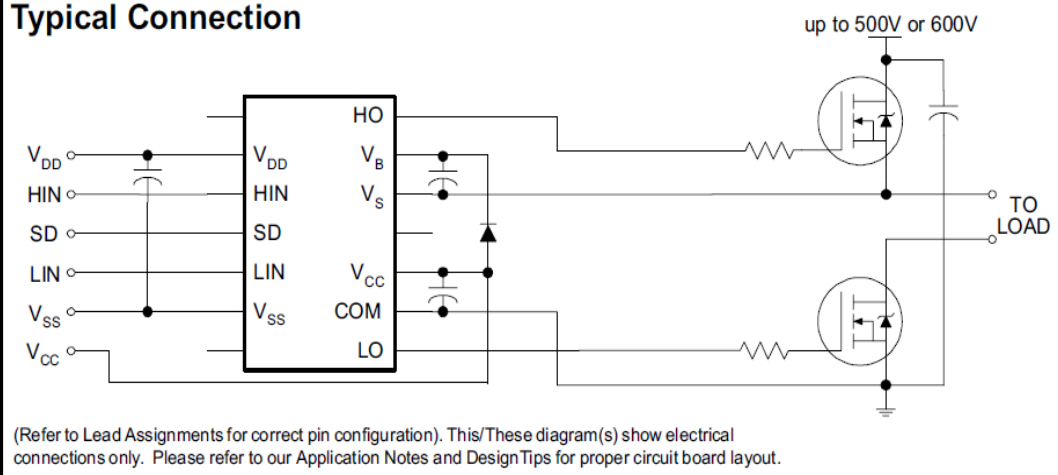 Typical Connection
up to 500V or 600V
HO
VDD
VDD
VB
HIN
HIN
VS
TO
LOAD
SD
SD
LIN
LIN
VCC
VSS
VSS
COM
VCC
LO
(Refer to Lead Assignments for correct pin configuration). This/These diagram(s) show electrical
connections only. Please refer to our Application Notes and DesignTips for proper circuit board layout.